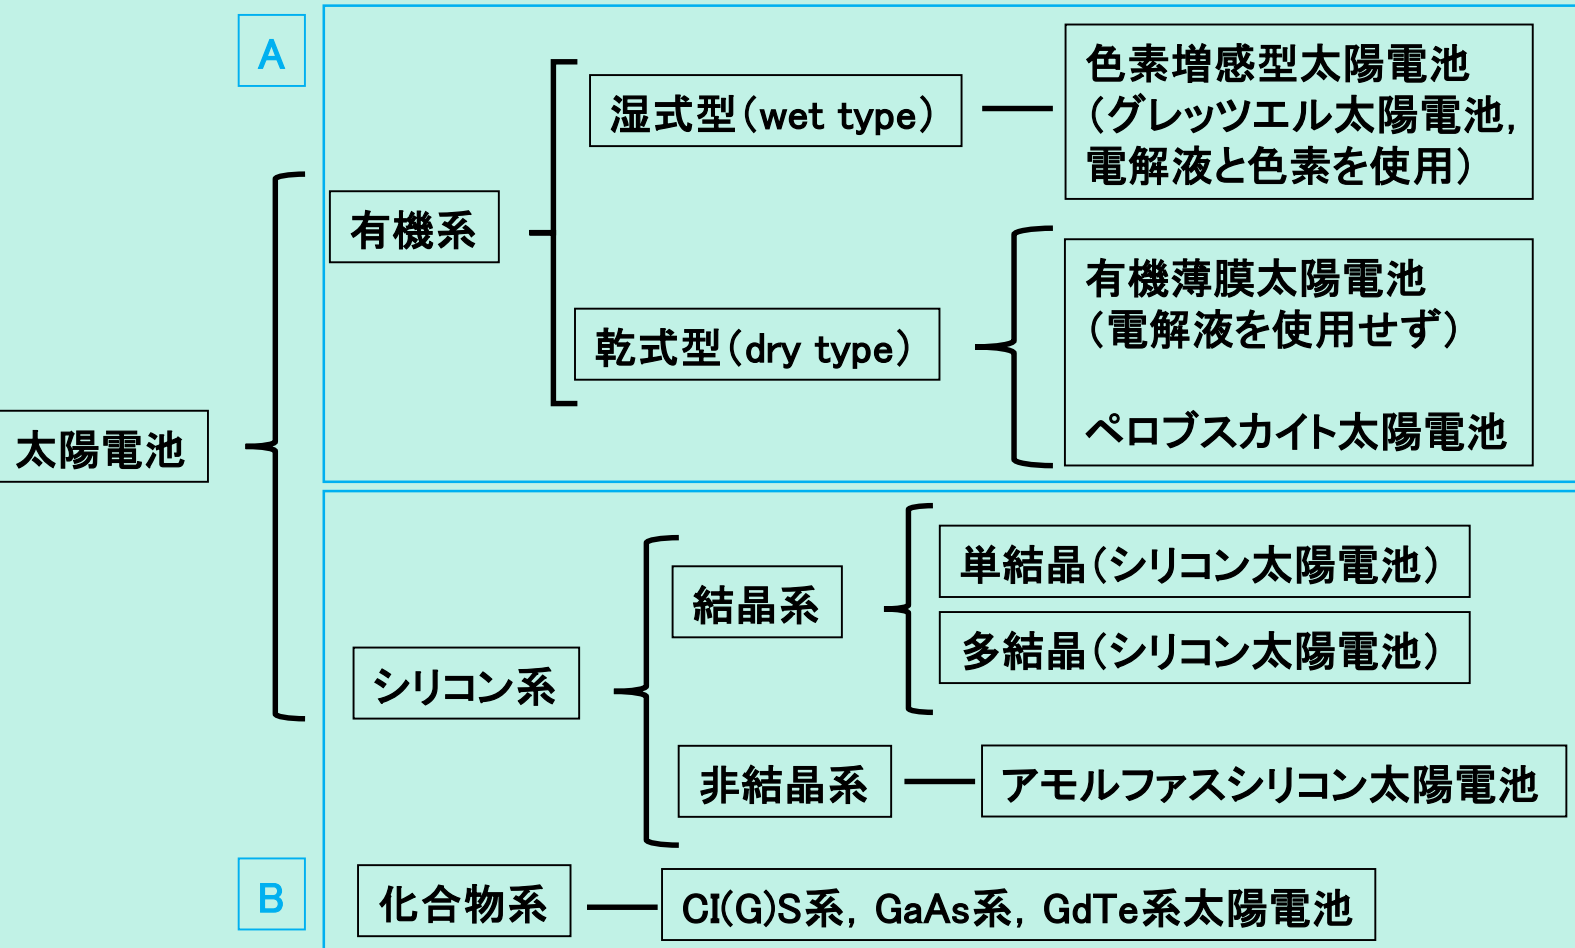 A
色素増感型太陽電池
(グレッツエル太陽電池,
電解液と色素を使用)
湿式型(wet type)
有機系
有機薄膜太陽電池
(電解液を使用せず)
乾式型(dry type)
ペロブスカイト太陽電池
太陽電池
単結晶(シリコン太陽電池)
結晶系
多結晶(シリコン太陽電池)
シリコン系
非結晶系
アモルファスシリコン太陽電池
B
化合物系
CI(G)S系, GaAs系, GdTe系太陽電池